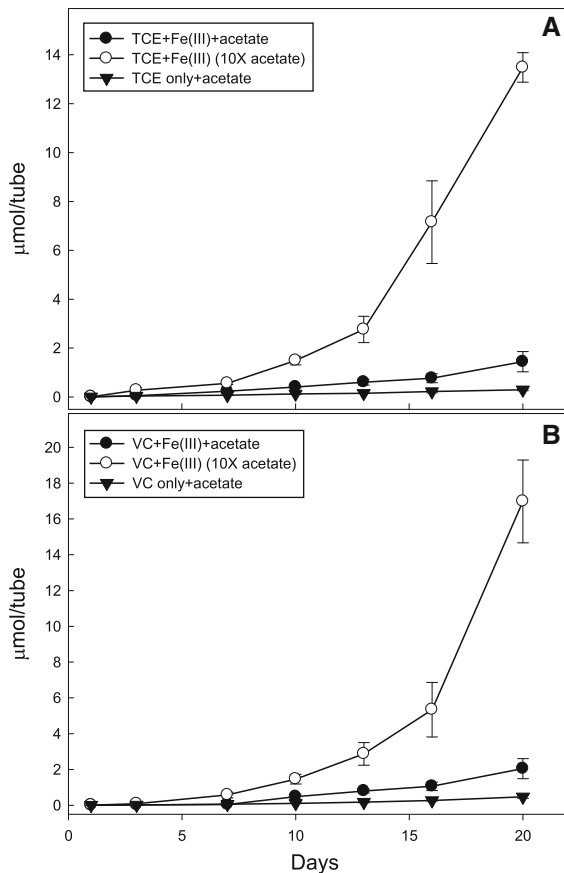 A
TCE+Fe(III)+acetate
TCE+Fe(III) (10X acetate)
TCE only+acetate
14
12
10
8
6
4
2
0
μmol/tube
B
VC+Fe(III)+acetate
VC+Fe(III) (10X acetate)
VC only+acetate
20
18
16
14
12
10
8
6
4
2
0
μmol/tube
0 5 10 15 20
Days